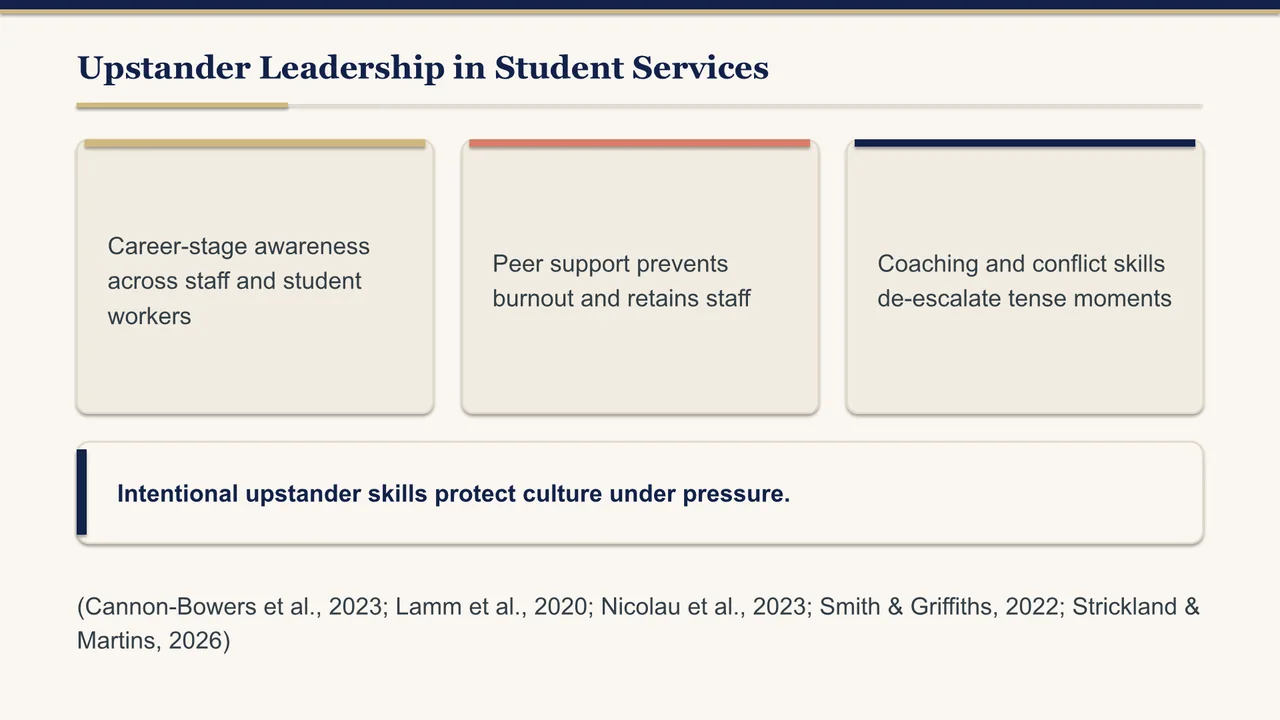 Upstander Leadership in Student Services
Career-stage awareness
across staff and student
workers
Peer support prevents
burnout and retains staff
Coaching and conflict skills
de-escalate tense moments
Intentional upstander skills protect culture under pressure.
(Cannon-Bowers et al., 2023; Lamm et al., 2020; Nicolau et al., 2023; Smith & Griffiths, 2022; Strickland &
Martins, 2026)